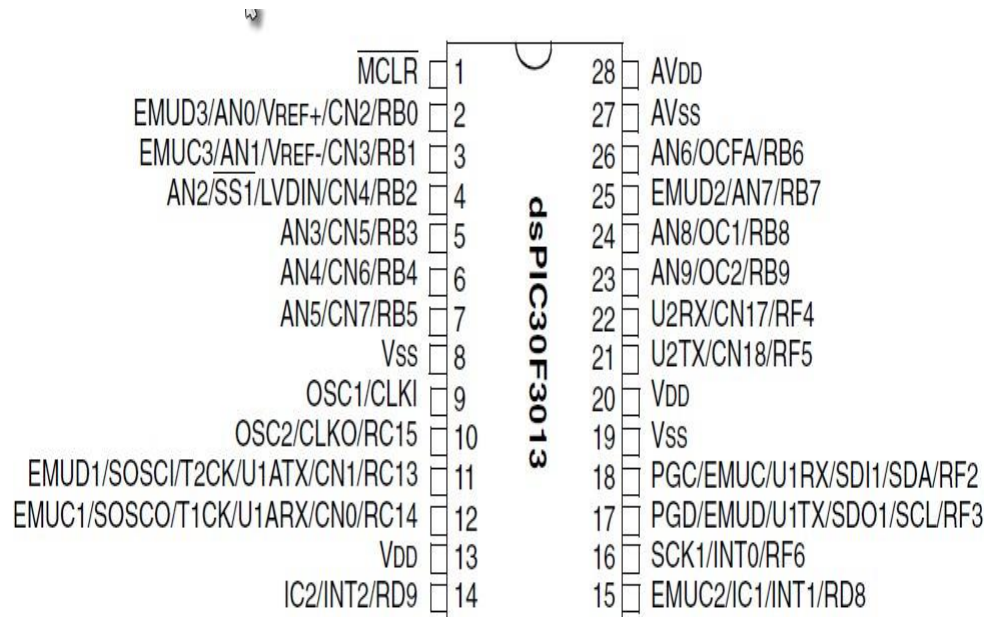 MCLR 1 28 AVDD
EMUD3/AN0/VREF+/CN2/RB0 2 27 AVSS
EMUC3/AN1/VREF-/CN3/RB1 3 26 AN6/OCFA/RB6
AN2/SS1/LVDIN/CN4/RB2 4 25 EMUD2/AN7/RB7
AN3/CN5/RB3 5 24 AN8/OC1/RB8
AN4/CN6/RB4 6 23 AN9/OC2/RB9
AN5/CN7/RB5 7 22 U2RX/CN17/RF4
VSS 8 21 U2TX/CN18/RF5
OSC1/CLKI 9 20 VDD
OSC2/CLKO/RC15 10 19 VSS
EMUD1/SOSCI/T2CK/U1ATX/CN1/RC13 11 18 PGC/EMUC/U1RX/SDI1/SDA/RF2
EMUC1/SOSCO/T1CK/U1ARX/CN0/RC14 12 17 PGD/EMUD/U1TX/SDO1/SCL/RF3
VDD 13 16 SCK1/INT0/RF6
IC2/INT2/RD9 14 15 EMUC2/IC1/INT1/RD8
dsPIC30F3013